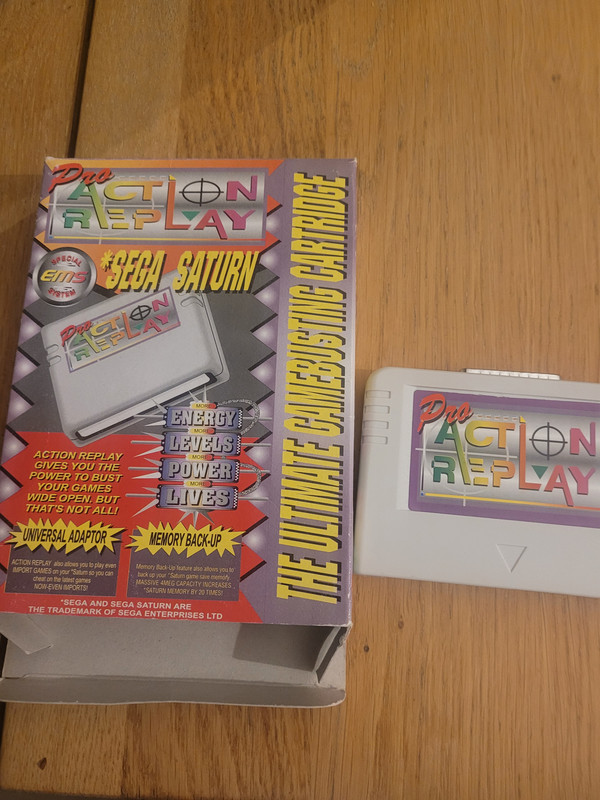 Pro
ACTION
REPLAY
SPECIAL
EMS
SYSTEM
*SEGA SATURN
Pro
ACTION
REPLAY
MORE
ENERGY
MORE
LEVELS
MORE
POWER
MORE
LIVES
ACTION REPLAY
GIVES YOU THE
POWER TO BUST
YOUR GAMES
WIDE OPEN, BUT
THAT'S NOT ALL!
UNIVERSAL ADAPTOR
ACTION REPLAY also allows you to play even
IMPORT GAMES on your *Saturn so you can
cheat on the latest games
NOW-EVEN IMPORTS!
MEMORY BACK-UP
Memory Back-Up feature also allows you to
back up your *Saturn game save memory.
MASSIVE 4MEG CAPACITY INCREASES
*SATURN MEMORY BY 20 TIMES!
*SEGA AND SEGA SATURN ARE
THE TRADEMARK OF SEGA ENTERPRISES LTD
THE ULTIMATE GAMEBUSTING CARTRIDGE
Pro
ACTION
REPLAY